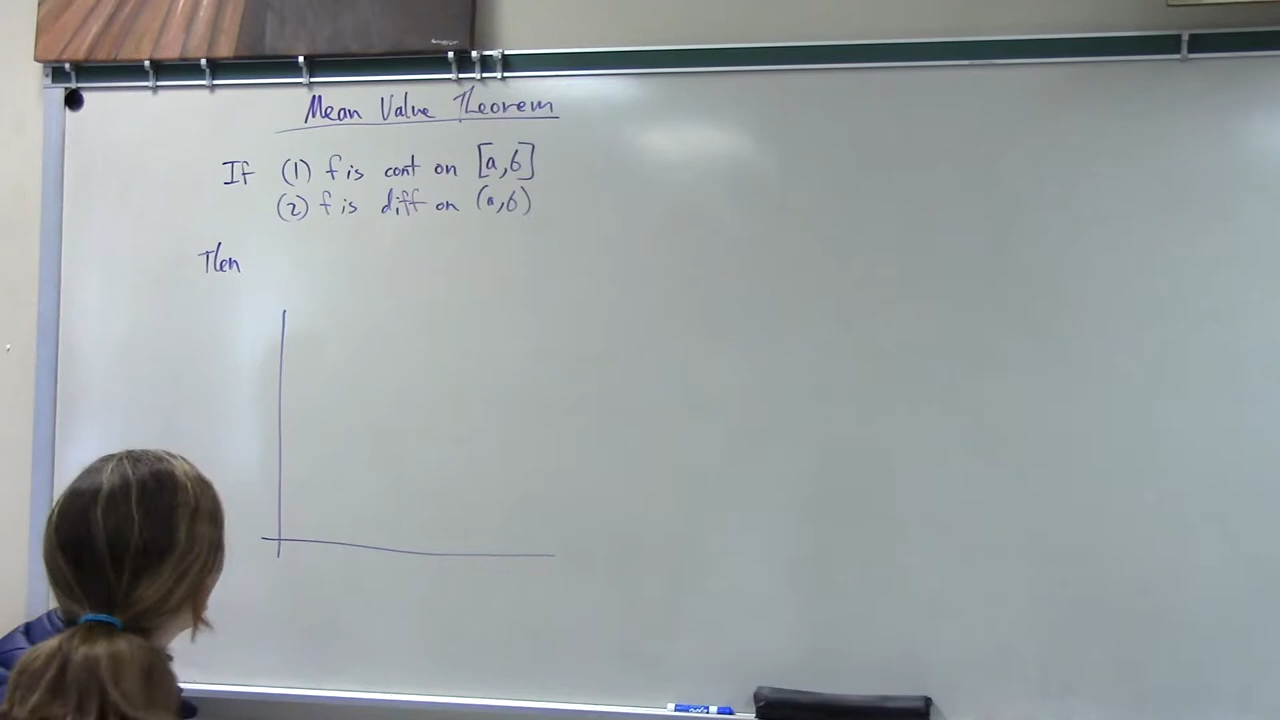 Mean Value Theorem
If (1) f is cont on [a,b]
(2) f is diff on (a,b)
Then